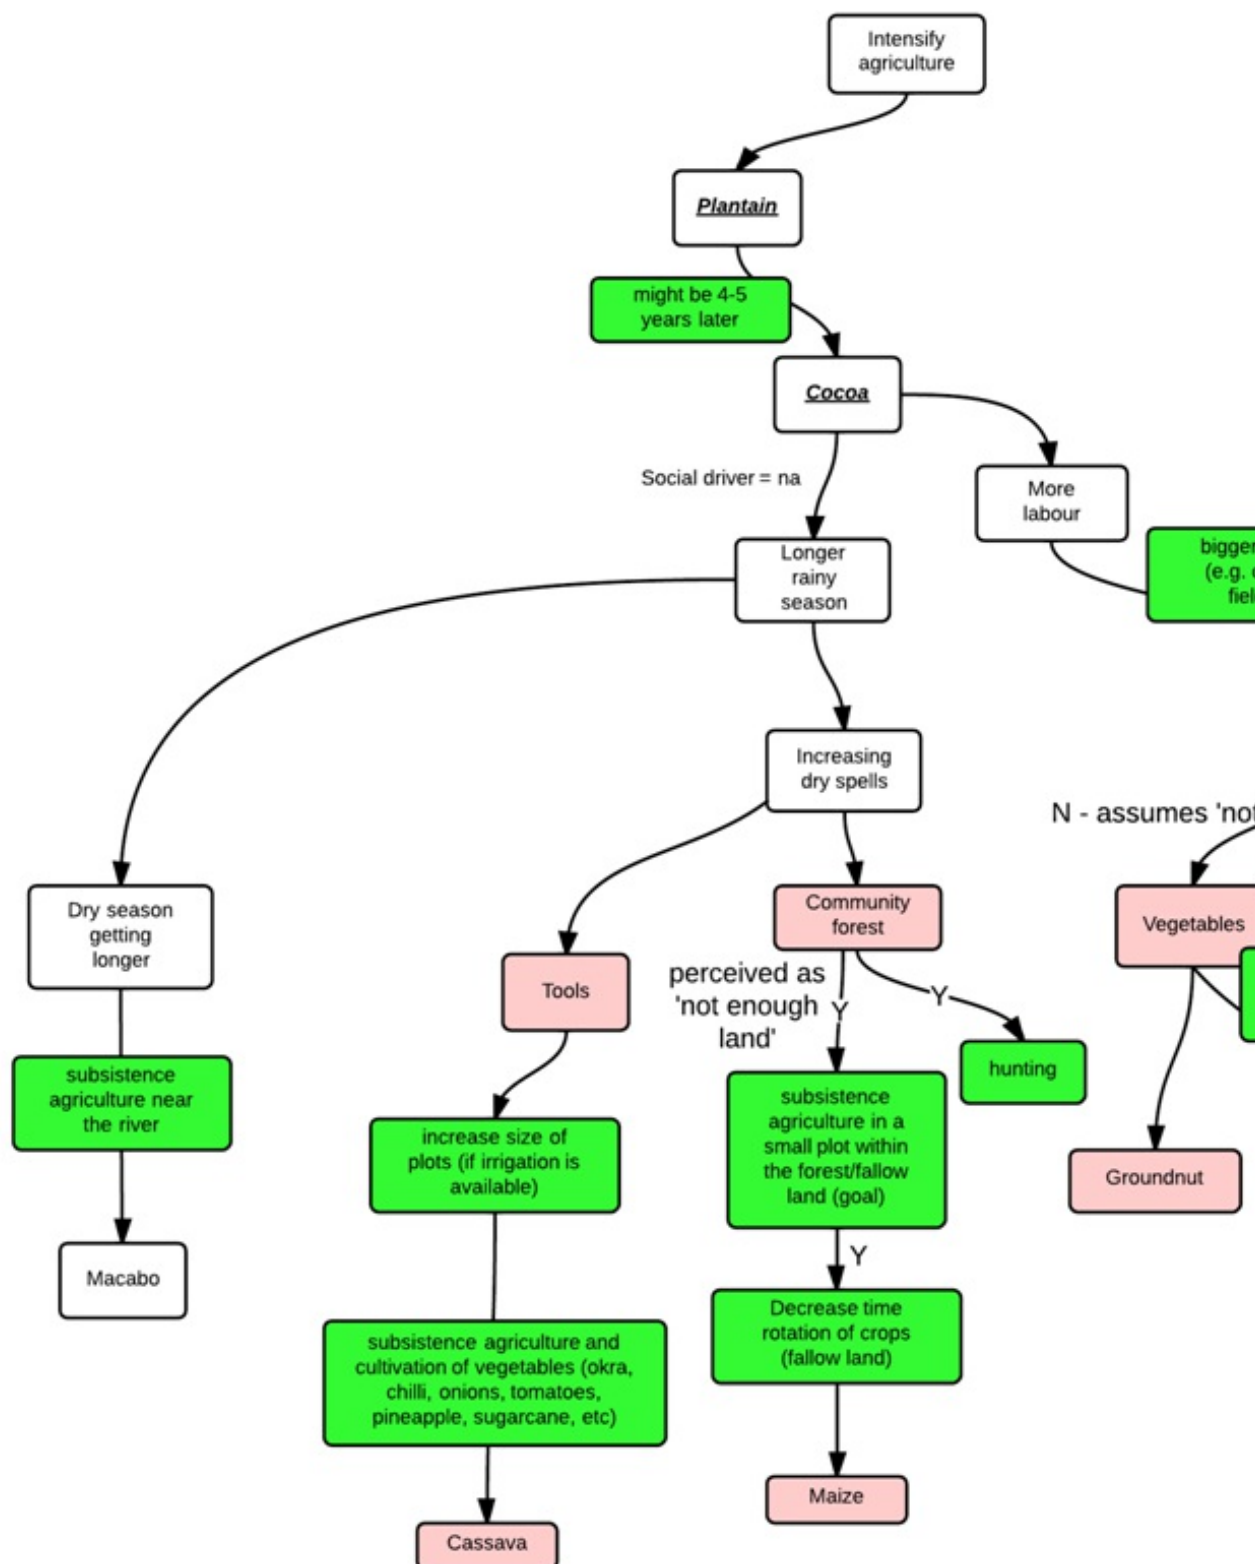 Intensify
agriculture
Plantain
might be 4-5
years later
Cocoa
Social driver = na
More
labour
Longer
rainy
season
bigger
(e.g.
Increasing
dry spells
N - assumes 'not
Dry season
getting
longer
Community
forest
Vegetables
Tools
perceived as
'not enough
land'
Y
Y
subsistence
agriculture near
the river
hunting
subsistence
agriculture in a
small plot within
the forest/fallow
land (goal)
increase size of
plots (if irrigation is
available)
Groundnut
Y
Macabo
Decrease time
rotation of crops
(fallow land)
subsistence agriculture and
cultivation of vegetables (okra,
chilli, onions, tomatoes,
pineapple, sugarcane, etc)
Maize
Cassava